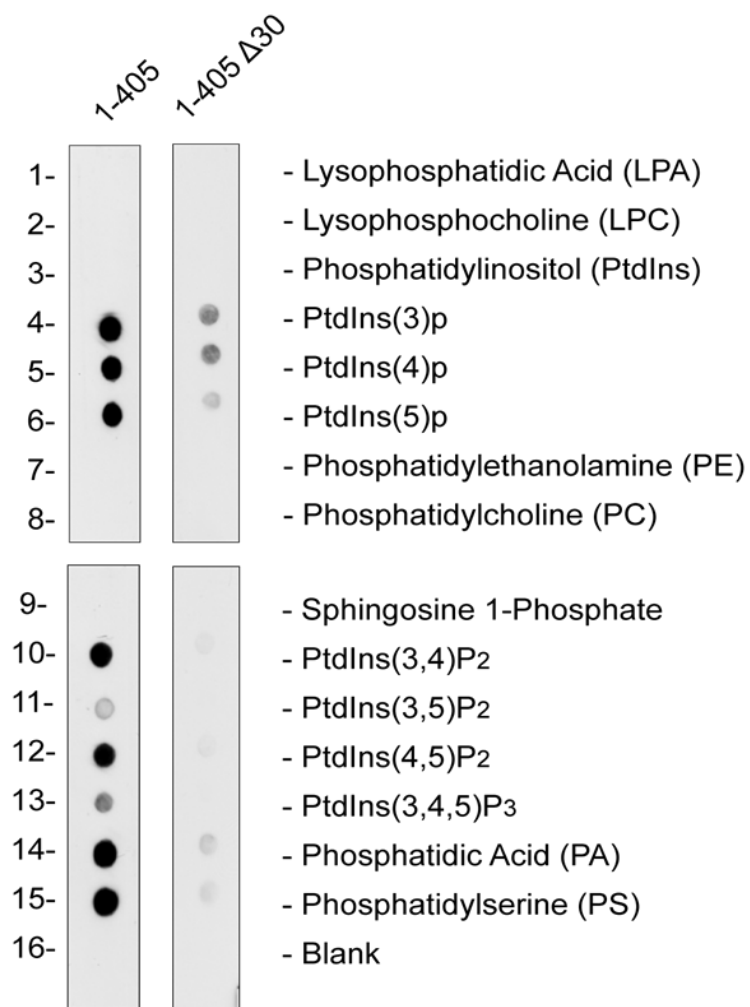 1-405 1-405 Δ30
1- - Lysophosphatidic Acid (LPA)
2- - Lysophosphocholine (LPC)
3- - Phosphatidylinositol (PtdIns)
4- - PtdIns(3)p
5- - PtdIns(4)p
6- - PtdIns(5)p
7- - Phosphatidylethanolamine (PE)
8- - Phosphatidylcholine (PC)
9- - Sphingosine 1-Phosphate
10- - PtdIns(3,4)P2
11- - PtdIns(3,5)P2
12- - PtdIns(4,5)P2
13- - PtdIns(3,4,5)P3
14- - Phosphatidic Acid (PA)
15- - Phosphatidylserine (PS)
16- - Blank